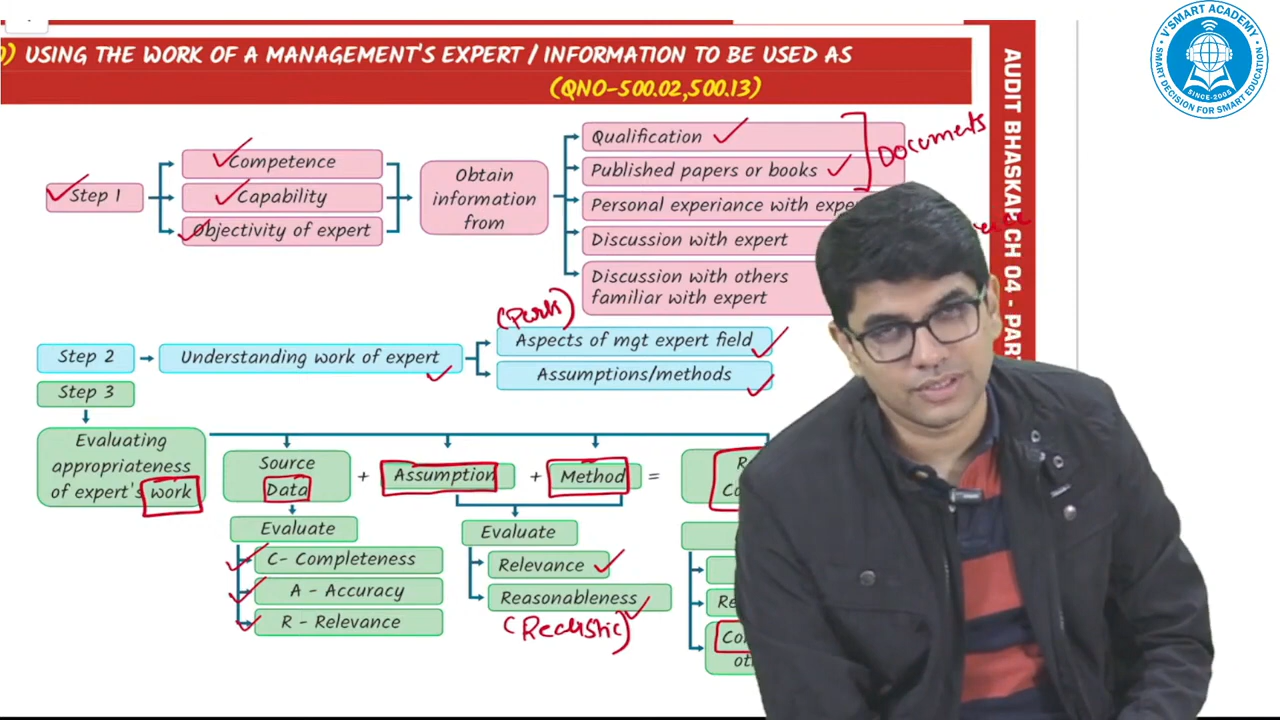 USING THE WORK OF A MANAGEMENT'S EXPERT / INFORMATION TO BE USED AS
(QNO-500.02,500.13)
V'SMART ACADEMY
SMART DECISION FOR SMART EDUCATION
SINCE-2005
AUDIT BHASKAR CH 04 -
Step 1
Competence
Capability
Objectivity of expert
Obtain
information
from
Qualification
Published papers or books
Personal experiance with
Discussion with expert
Discussion with others
familiar with expert
Documents
Step 2
Understanding work of expert
Aspects of mgt expert field
Assumptions/methods
Step 3
Evaluating
appropriateness
of expert's work
Source
Data
+
Assumption
+
Method
=
Evaluate
C- Completeness
A - Accuracy
R - Relevance
Evaluate
Relevance
Reasonableness
(Realistic)